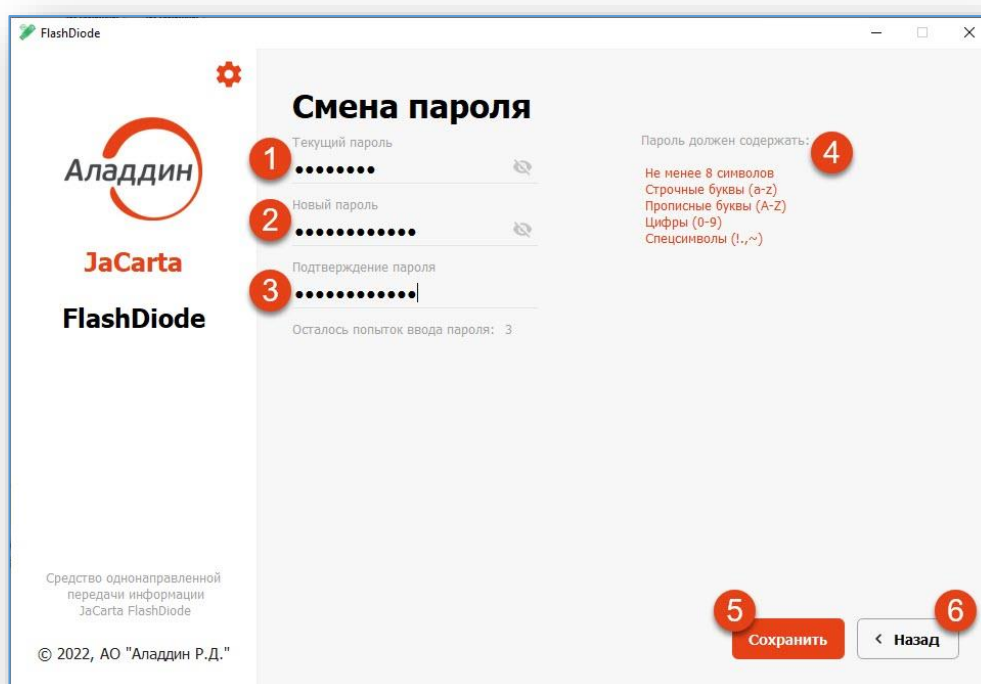 FlashDiode
Аладдин
JaCarta
FlashDiode
Средство однонаправленной
передачи информации
JaCarta FlashDiode
© 2022, АО "Аладдин Р.Д."
Смена пароля
Текущий пароль
1
••••••••
Новый пароль
2
••••••••••••
Подтверждение пароля
3
••••••••••••
Осталось попыток ввода пароля: 3
Пароль должен содержать:
4
Не менее 8 символов
Строчные буквы (a-z)
Прописные буквы (A-Z)
Цифры (0-9)
Спецсимволы (!.,~)
5
Сохранить
6
< Назад